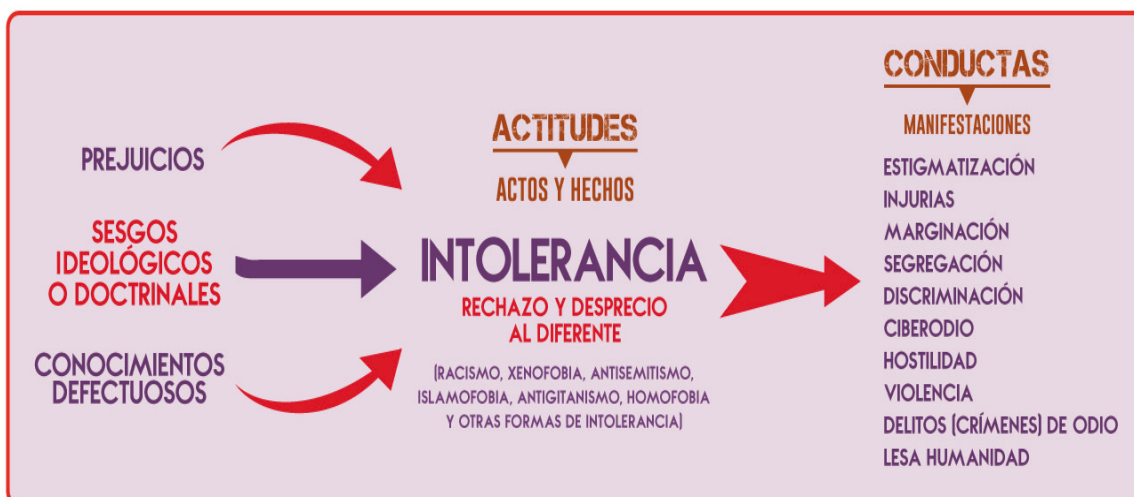 PREJUICIOS
SESGOS
IDEOLÓGICOS
O DOCTRINALES
CONOCIMIENTOS
DEFECTUOSOS
ACTITUDES
ACTOS Y HECHOS
INTOLERANCIA
RECHAZO Y DESPRECIO
AL DIFERENTE
(RACISMO, XENOFOBIA, ANTISEMITISMO,
ISLAMOFOBIA, ANTIGITANISMO, HOMOFOBIA
Y OTRAS FORMAS DE INTOLERANCIA)
CONDUCTAS
MANIFESTACIONES
ESTIGMATIZACIÓN
INJURIAS
MARGINACIÓN
SEGREGACIÓN
DISCRIMINACIÓN
CIBERODIO
HOSTILIDAD
VIOLENCIA
DELITOS (CRÍMENES) DE ODIO
LESA HUMANIDAD